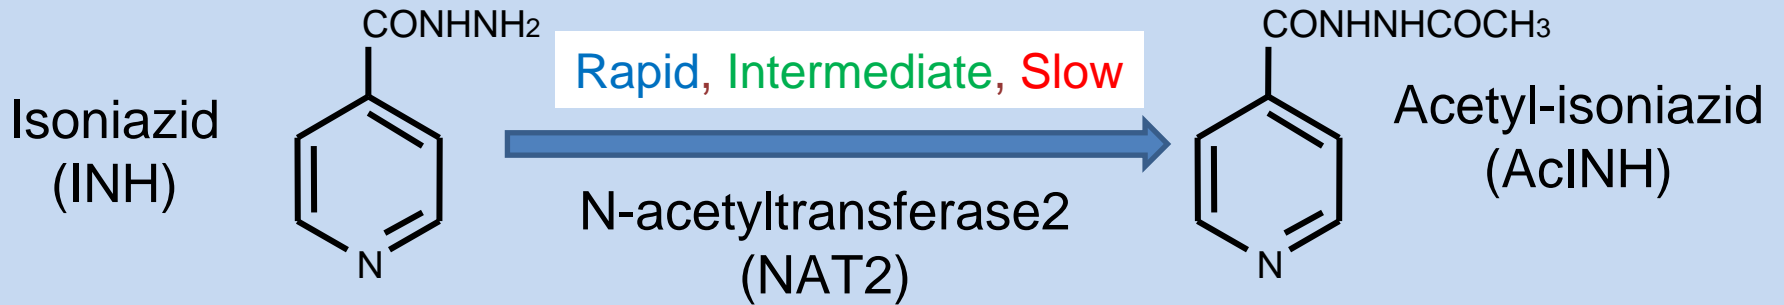 CONHNH2
Isoniazid
(INH)
N
Rapid, Intermediate, Slow
N-acetyltransferase2
(NAT2)
CONHNHCOCH3
N
Acetyl-isoniazid
(AcINH)